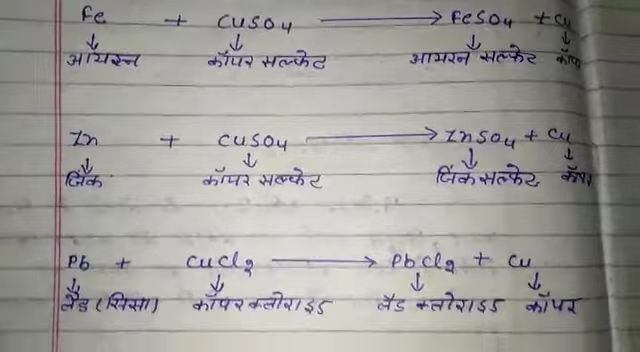 Fe + CuSO4 → FeSO4 + Cu
↓ ↓ ↓ ↓
आयरन कॉपर सल्फेट आयरन सल्फेट कॉप
Zn + CuSO4 → ZnSO4 + Cu
↓ ↓ ↓ ↓
जिंक कॉपर सल्फेट जिंक सल्फेट कॉपर
Pb + CuCl2 → PbCl2 + Cu
↓ ↓ ↓ ↓
लैड (सिसा) कॉपर क्लोराइड लैड क्लोराइड कॉपर